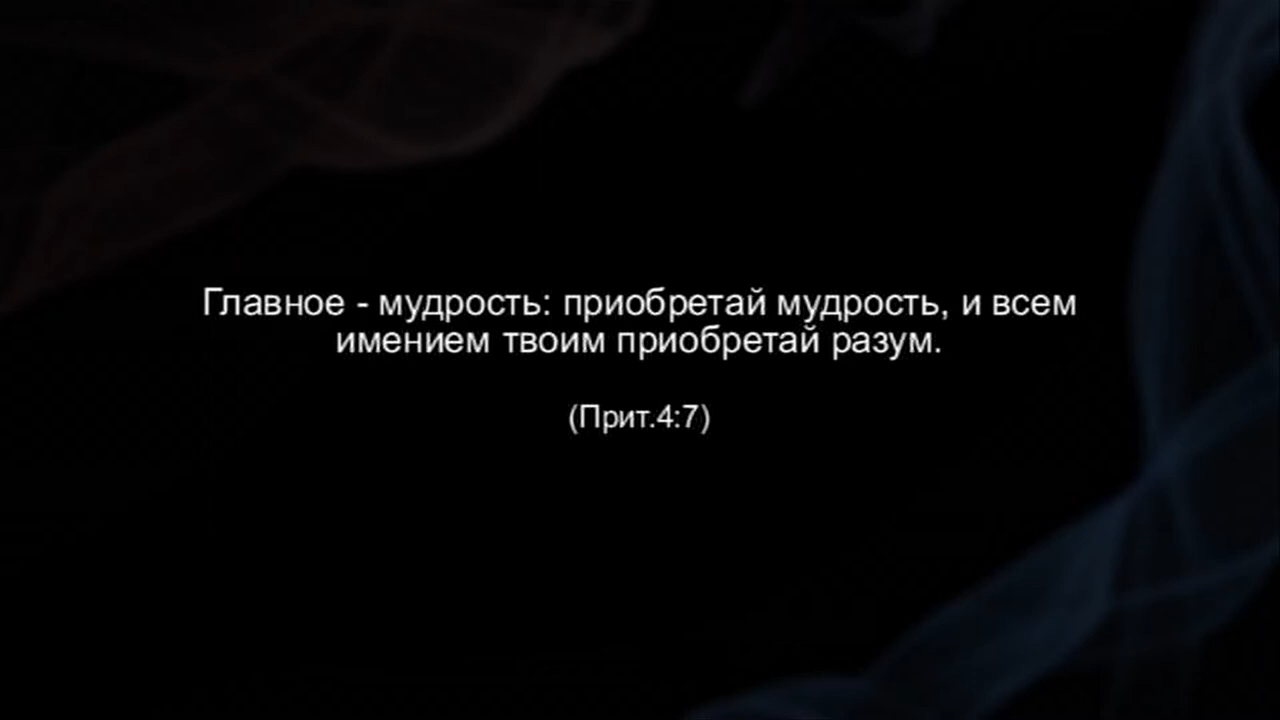 Главное - мудрость: приобретай мудрость, и всем
имением твоим приобретай разум.
(Прит.4:7)